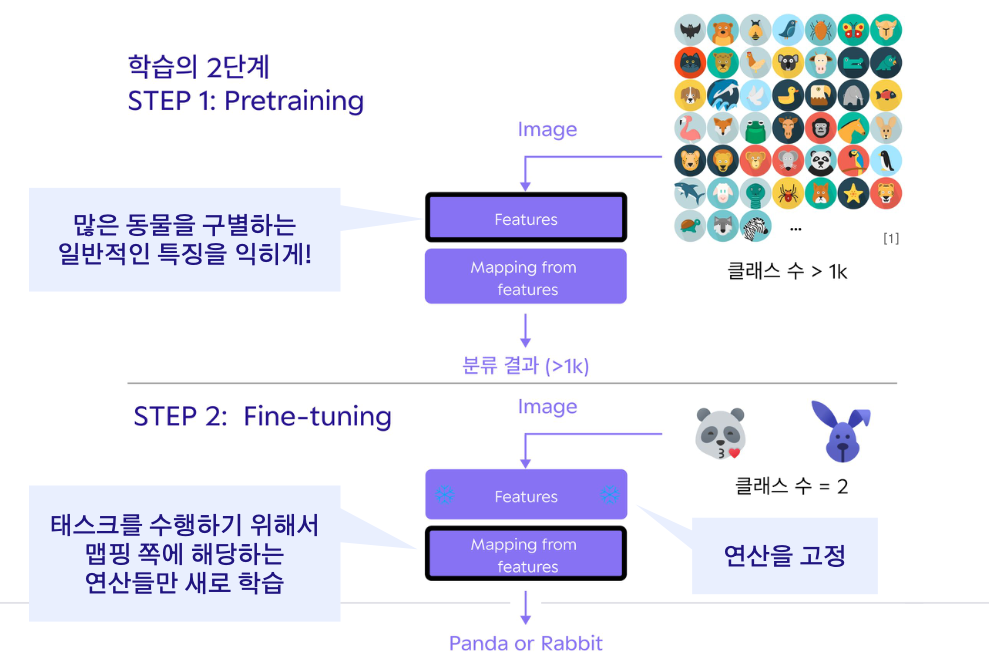 학습의 2단계
STEP 1: Pretraining
Image
많은 동물을 구별하는
일반적인 특징을 익히게!
Features
Mapping from
features
...
[1]
클래스 수 > 1k
분류 결과 (>1k)
STEP 2: Fine-tuning
Image
클래스 수 = 2
Features
태스크를 수행하기 위해서
맵핑 쪽에 해당하는
연산들만 새로 학습
Mapping from
features
연산을 고정
Panda or Rabbit